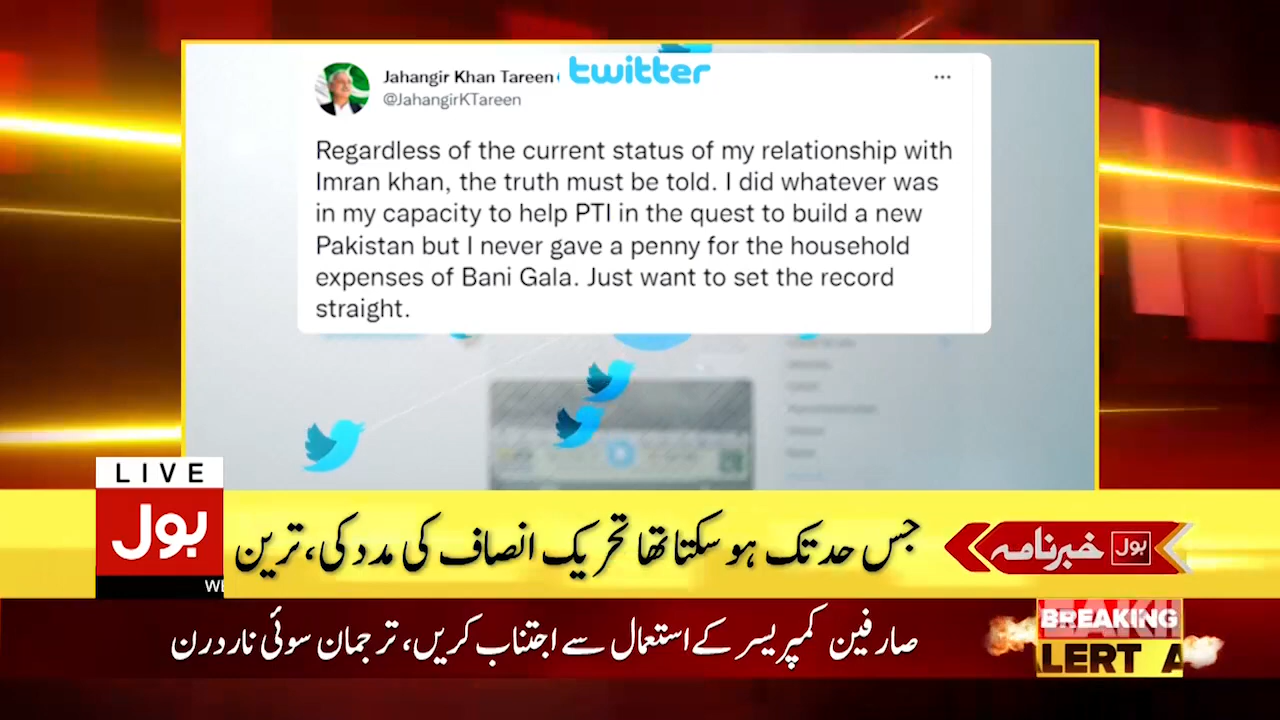 Jahangir Khan Tareen
twitter
@JahangirKTareen
Regardless of the current status of my relationship with
Imran khan, the truth must be told. I did whatever was
in my capacity to help PTI in the quest to build a new
Pakistan but I never gave a penny for the household
expenses of Bani Gala. Just want to set the record
straight.
LIVE
بول
جس حد تک ہو سکتا تھا تحریک انصاف کی مدد کی، ترین
بول خبرنامہ
صارفین کمپریسر کے استعمال سے اجتناب کریں، ترجمان سوئی ناردرن
BREAKING
ALERT A